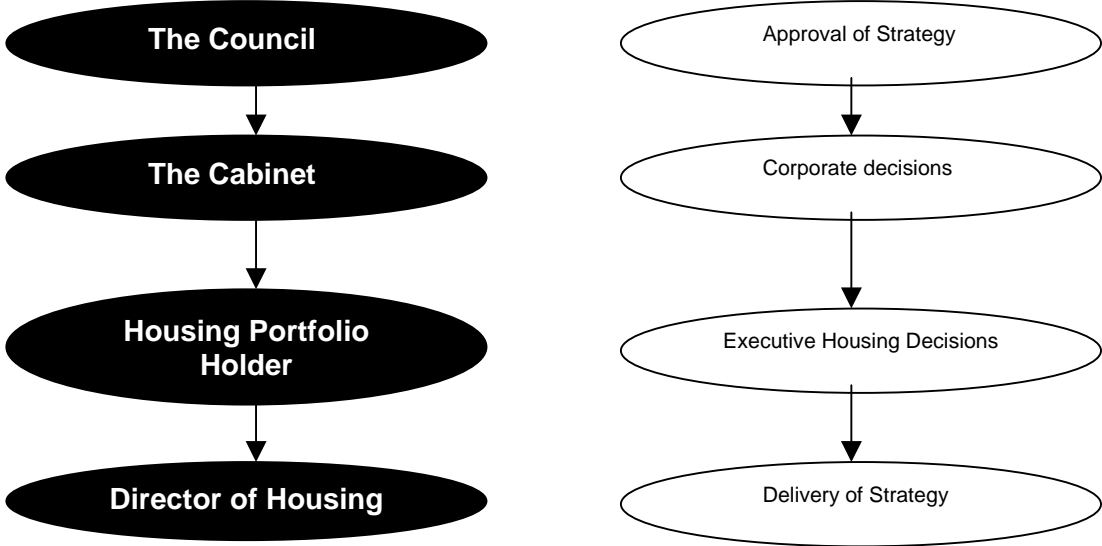 The Council
Approval of Strategy
The Cabinet
Corporate decisions
Housing Portfolio
Holder
Executive Housing Decisions
Director of Housing
Delivery of Strategy